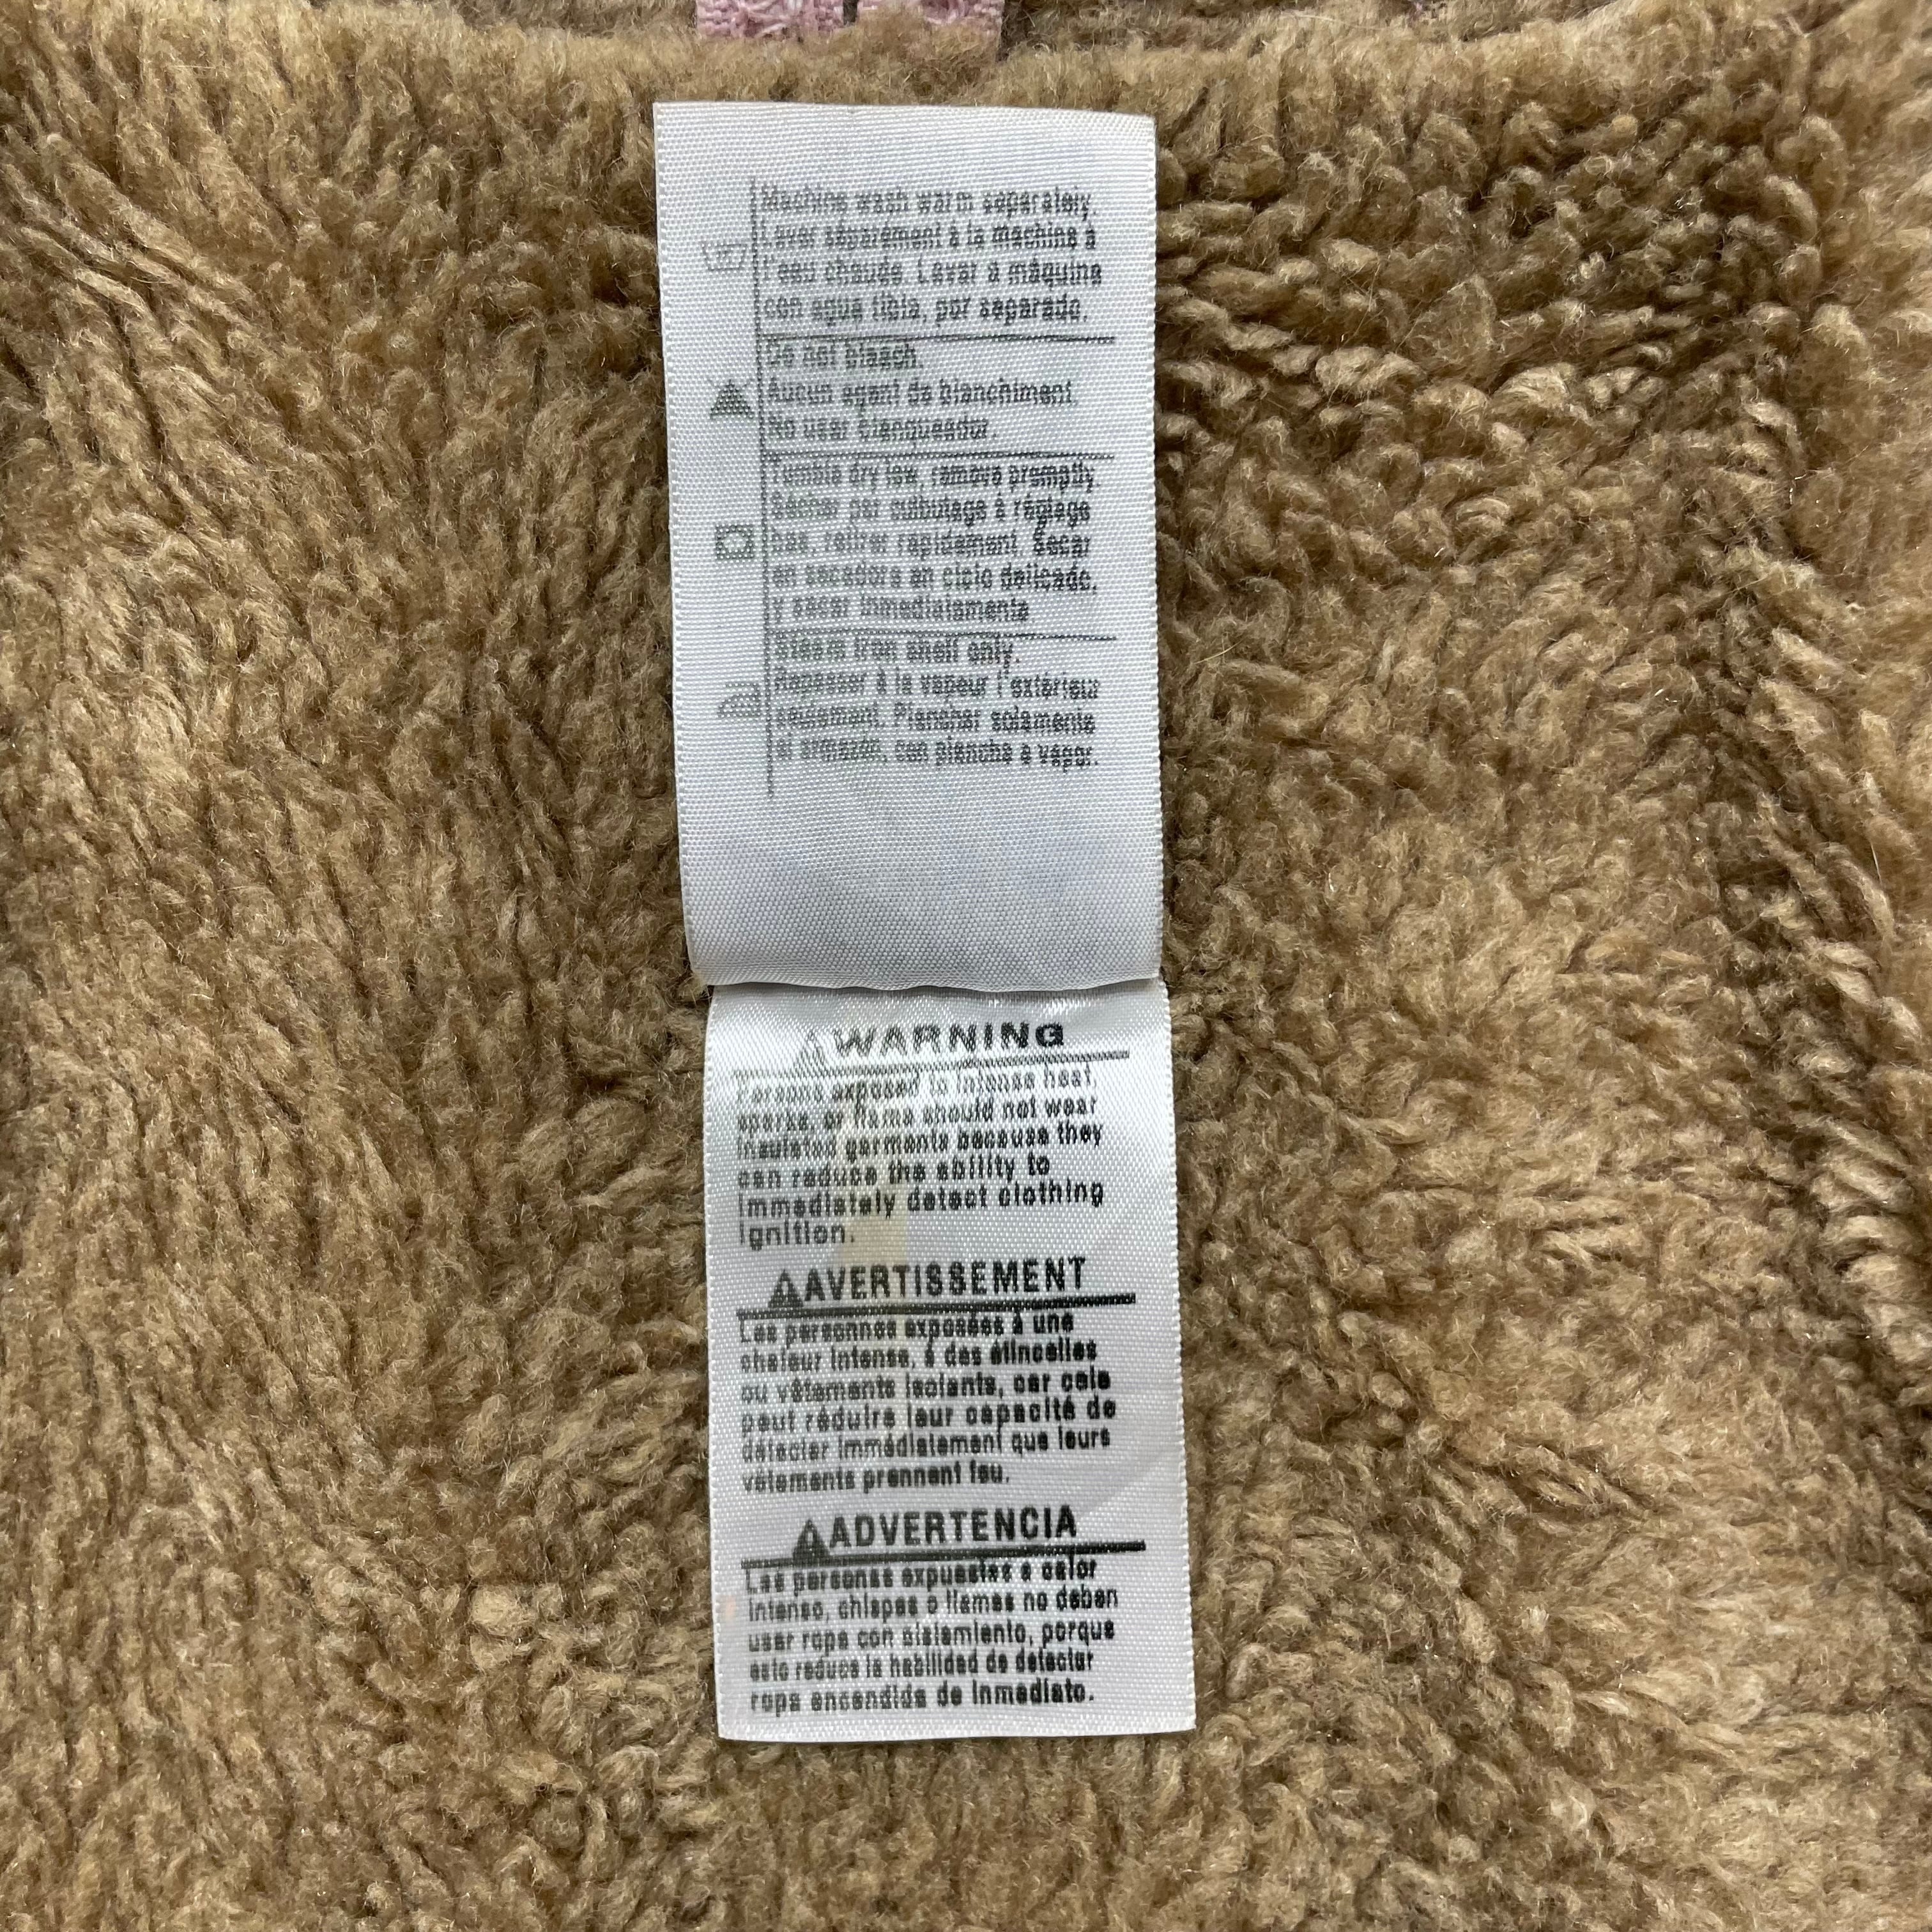 Machine wash warm separately.
Laver séparément à la machine à
l'eau chaude. Lavar a máquina
con agua tibia, por separado.
Do not bleach.
Aucun agent de blanchiment
No usar blanqueador.
Tumble dry low, remove promptly.
Sécher par culbutage à réglage
bas, retirer rapidement. Secar
en secadora en ciclo delicado,
y secar inmediatamente
Steam iron shell only.
Repasser à la vapeur l'extérieur
seulement. Planchar solamente
el armazón, con plancha a vapor.
WARNING
Persons exposed to intense heat,
sparks, or flame should not wear
insulated garments because they
can reduce the ability to
immediately detect clothing
ignition.
AVERTISSEMENT
Les personnes exposées à une
chaleur intense, à des étincelles
ou vêtements isolants, car cela
peut réduire leur capacité de
détecter immédiatement que leurs
vêtements prennent feu.
ADVERTENCIA
Las personas expuestas a calor
intenso, chispas o llamas no deben
usar ropa con aislamiento, porque
esto reduce la habilidad de detectar
ropa encendida de inmediato.